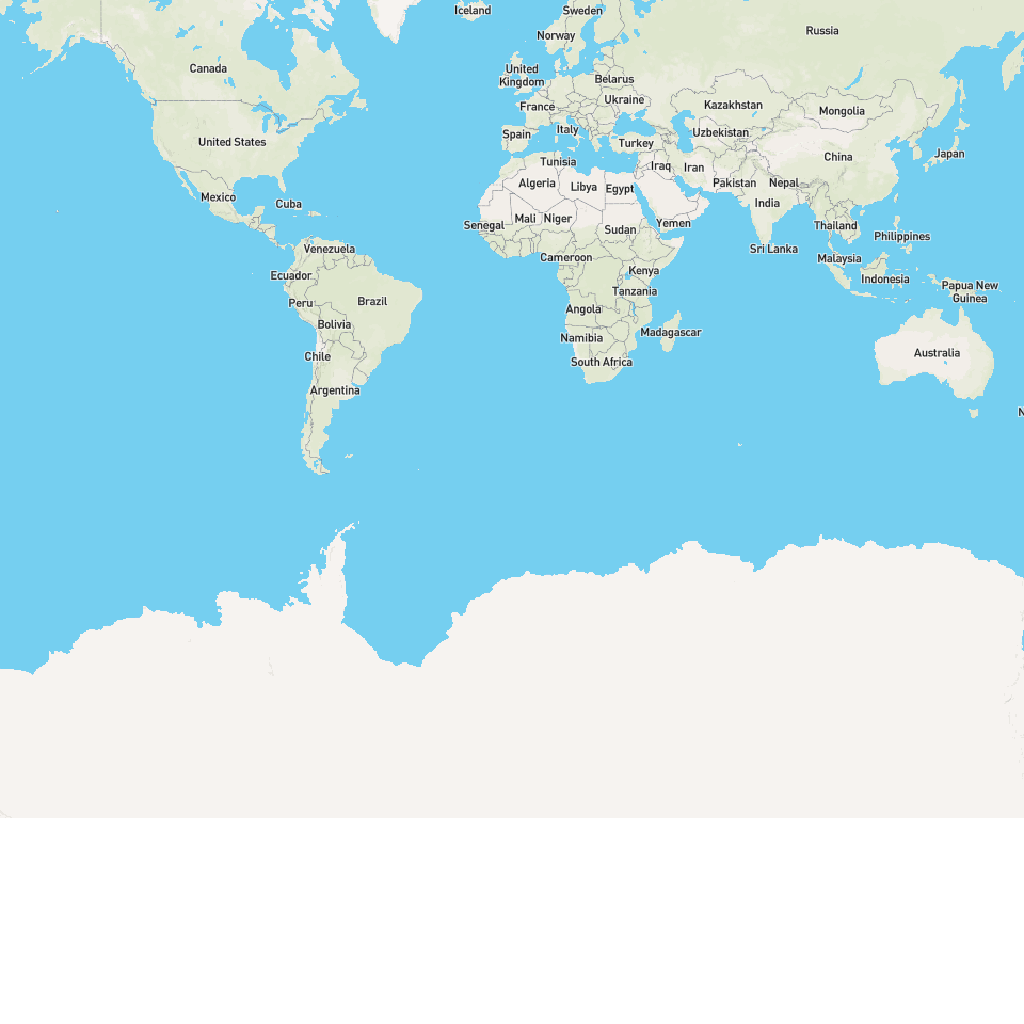 Iceland
Sweden
Norway
Russia
Canada
United
Kingdom
Belarus
Ukraine
France
Kazakhstan
Mongolia
United States
Spain
Italy
Turkey
Uzbekistan
China
Japan
Tunisia
Iraq
Iran
Algeria
Libya
Egypt
Pakistan
Nepal
Mexico
Cuba
India
Senegal
Mali
Niger
Sudan
Yemen
Thailand
Philippines
Venezuela
Sri Lanka
Cameroon
Malaysia
Ecuador
Kenya
Indonesia
Papua New
Guinea
Peru
Brazil
Tanzania
Angola
Bolivia
Namibia
Madagascar
Chile
South Africa
Australia
Argentina